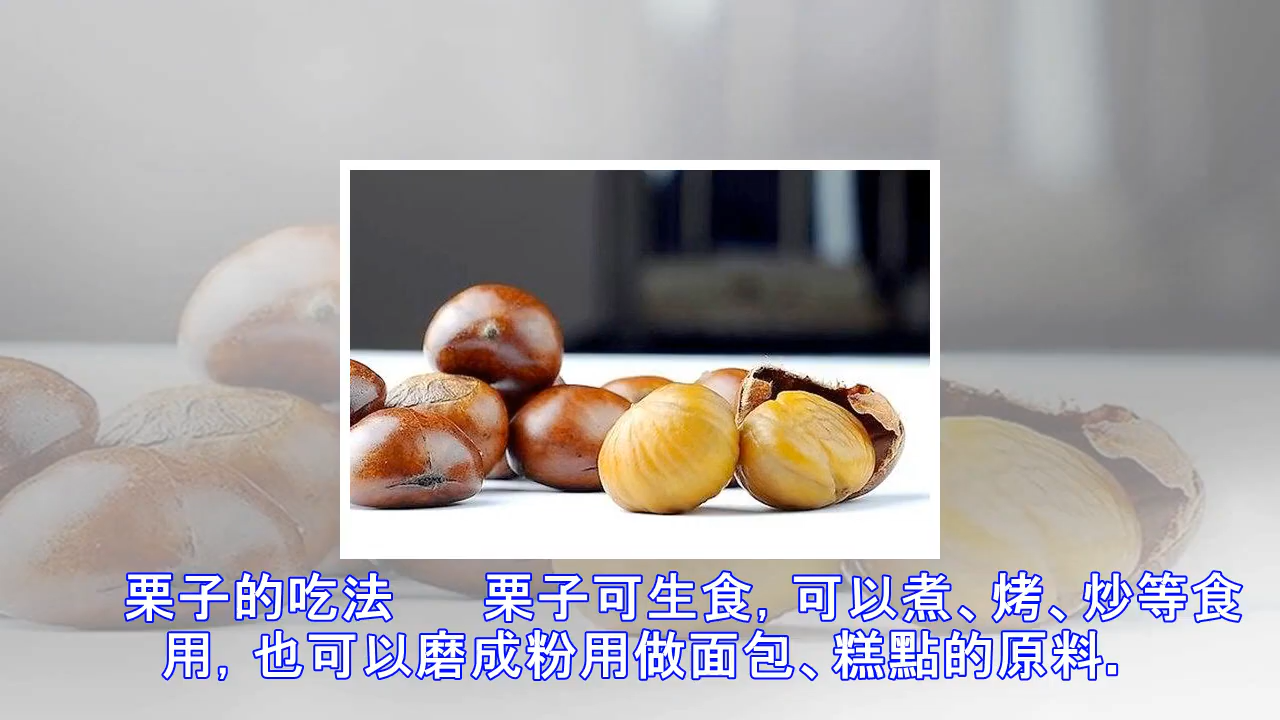 栗子的吃法　　栗子可生食, 可以煮、烤、炒等食
用, 也可以磨成粉用做面包、糕點的原料.